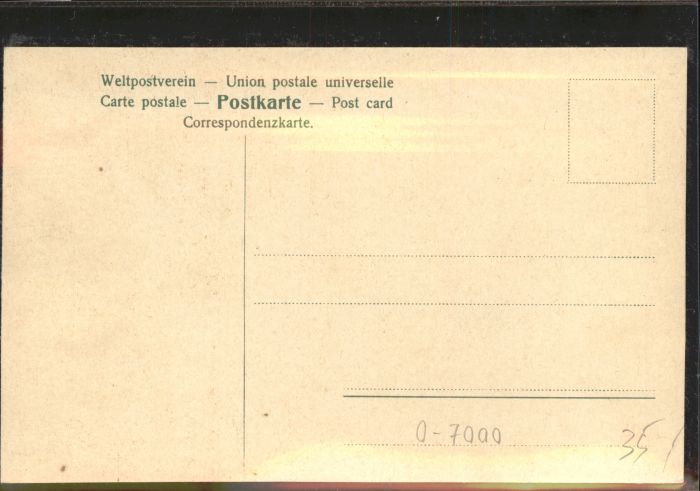 Weltpostverein — Union postale universelle
Carte postale — Postkarte — Post card
Correspondenzkarte.
0-7000
35,-